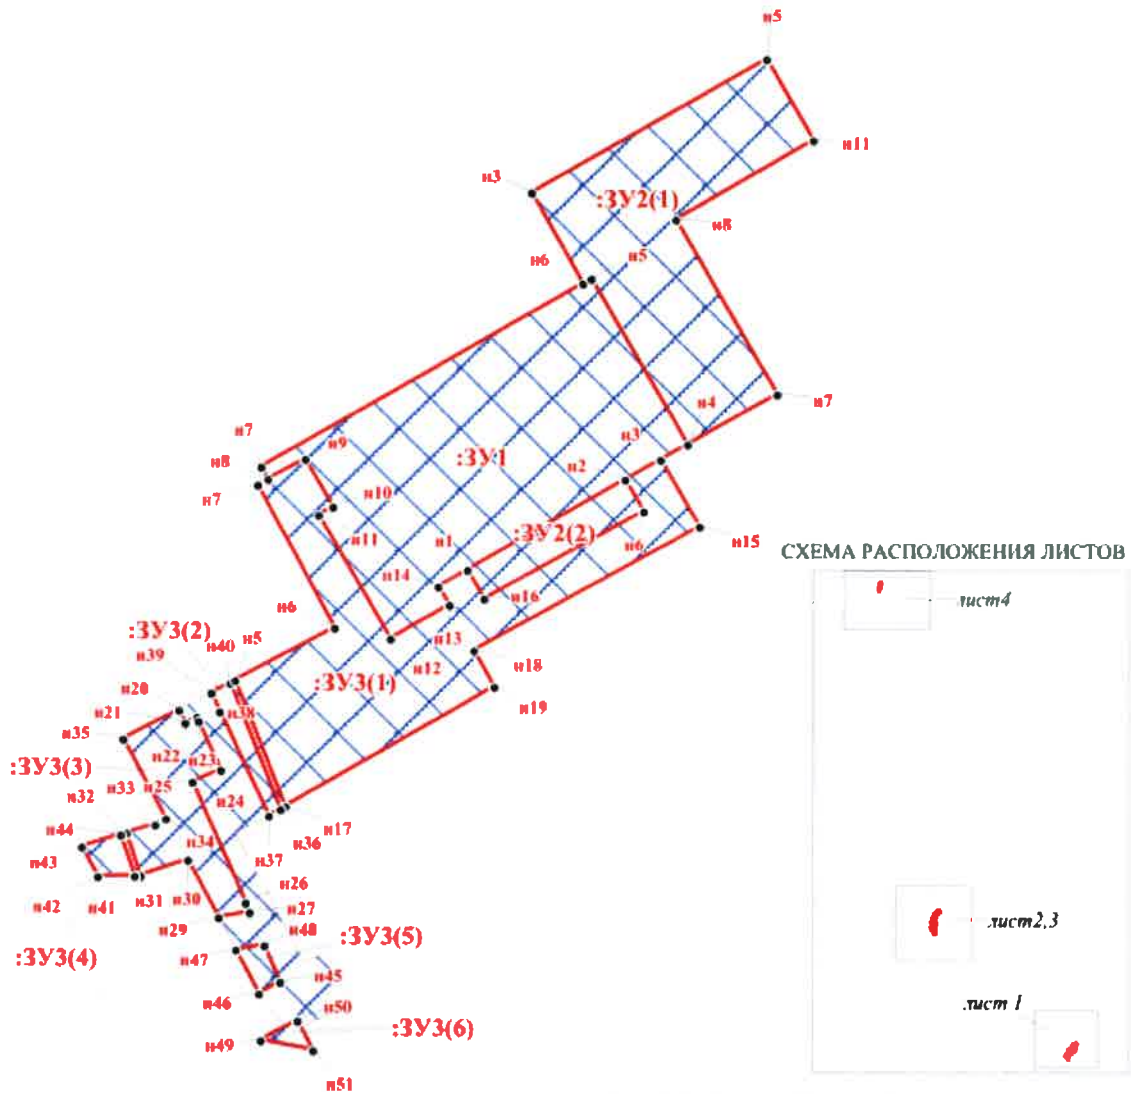 н5
н11
н3
:ЗУ2(1)
н8
н6
н5
н7
н4
н7
н9
н3
н8
:ЗУ1
н2
н7
н10
н11
н1
:ЗУ2(2)
н6
н15
СХЕМА РАСПОЛОЖЕНИЯ ЛИСТОВ
н14
лист4
н16
н6
:ЗУ3(2)
н40
н5
н13
н18
н39
н12
:ЗУ3(1)
н20
н19
н21
н38
н35
н22
н23
:ЗУ3(3)
н33
н25
н32
н24
н17
н44
н36
н34
н43
н37
н26
н42
н41
н31
н30
н27
лист2,3
н29
н48
:ЗУ3(5)
:ЗУ3(4)
н47
н45
н46
н50
лист 1
:ЗУ3(6)
н49
н51